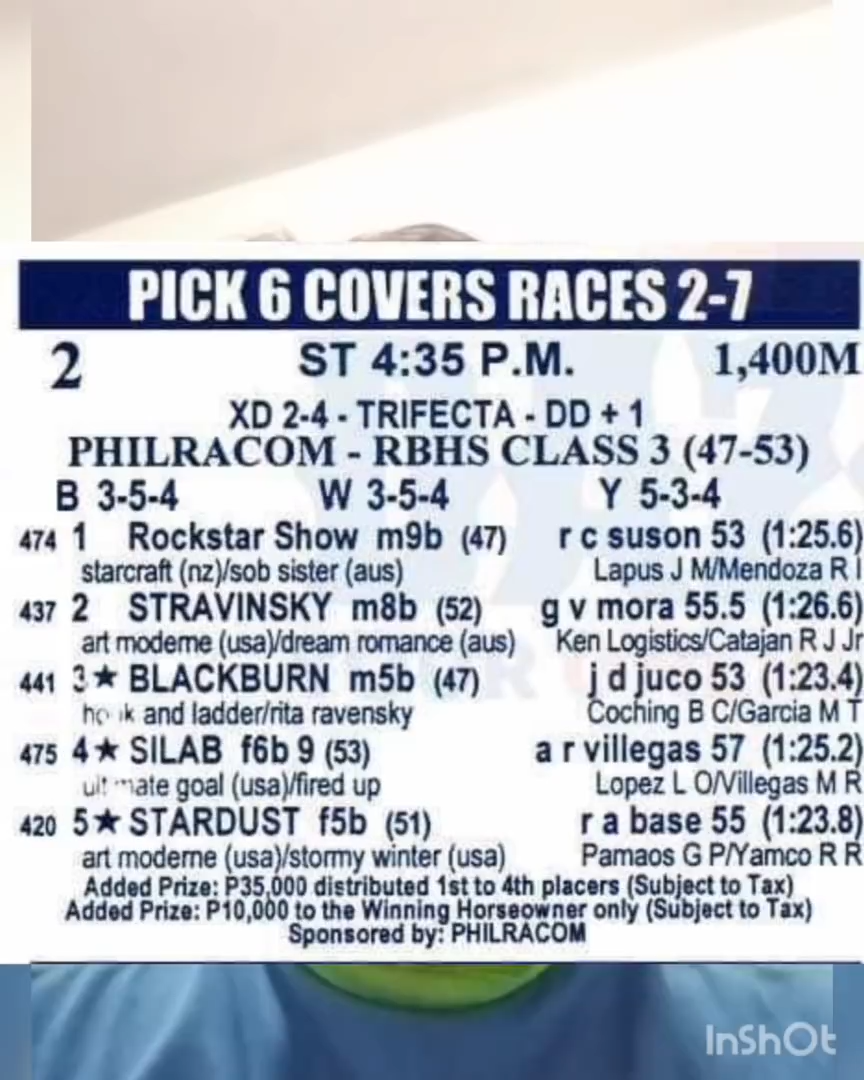 PICK 6 COVERS RACES 2-7
2 ST 4:35 P.M. 1,400M
XD 2-4 - TRIFECTA - DD + 1
PHILRACOM - RBHS CLASS 3 (47-53)
B 3-5-4 W 3-5-4 Y 5-3-4
474 1 Rockstar Show m9b (47) r c suson 53 (1:25.6)
starcraft (nz)/sob sister (aus) Lapus J M/Mendoza R I
437 2 STRAVINSKY m8b (52) g v mora 55.5 (1:26.6)
art moderne (usa)/dream romance (aus) Ken Logistics/Catajan R J Jr
441 3★ BLACKBURN m5b (47) j d juco 53 (1:23.4)
and ladder/rita ravensky Coching B C/Garcia M T
475 4★ SILAB f6b 9 (53) a r villegas 57 (1:25.2)
goal (usa)/fired up Lopez L O/Villegas M R
420 5★ STARDUST f5b (51) r a base 55 (1:23.8)
art moderne (usa)/stormy winter (usa) Pamaos G P/Yamco R R
Added Prize: P35,000 distributed 1st to 4th placers (Subject to Tax)
Added Prize: P10,000 to the Winning Horseowner only (Subject to Tax)
Sponsored by: PHILRACOM
InShOt